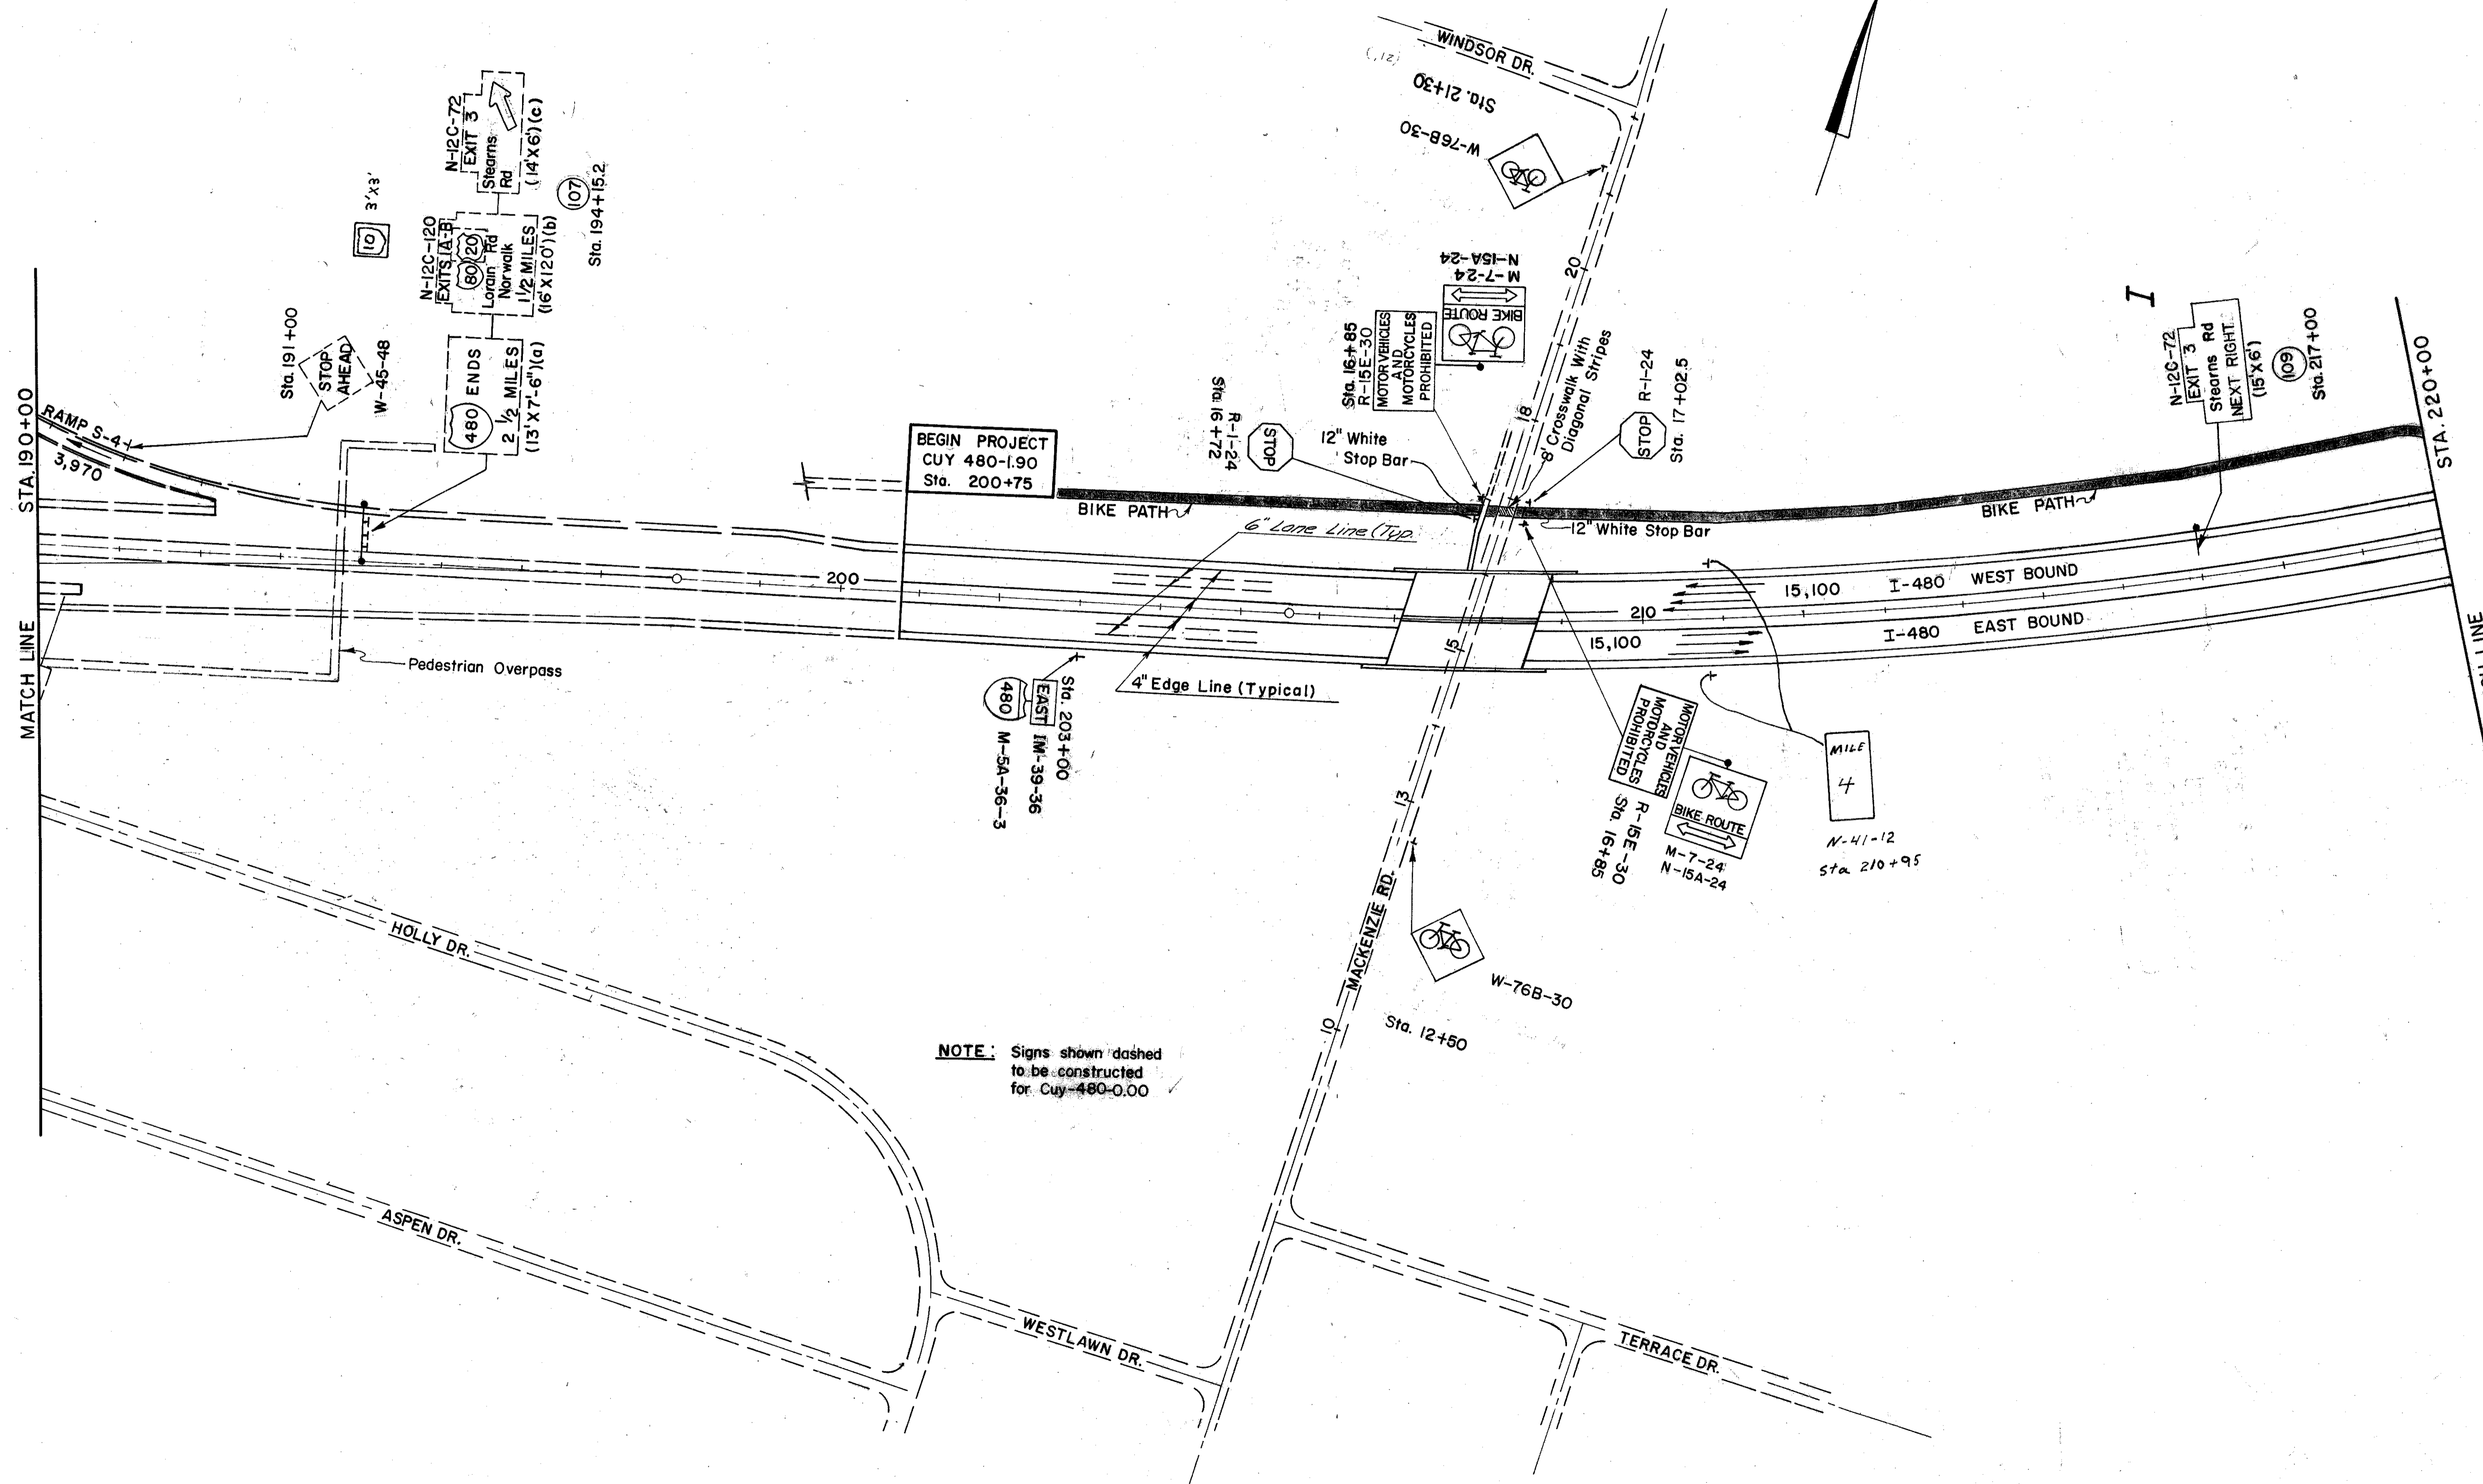 WINDSOR DR.
Sta. 21+30
W-76B-30
N-12C-72
EXIT 3
Stearns
Rd
(14'X6')(c)
107
Sta. 194+15.2
3'X3'
10
N-12C-120
EXITS 1A-B
80 20
Lorain Rd
Norwalk
1 1/2 MILES
(16'X120')(b)
480 ENDS
2 1/2 MILES
(13'X7'-6")(a)
Sta. 191+00
STOP
AHEAD
W-45-48
STA. 190+00
MATCH LINE
RAMP S-4
3,970
Pedestrian Overpass
200
BEGIN PROJECT
CUY 480-1.90
Sta. 200+75
BIKE PATH
6" Lane Line (Typ.
4" Edge Line (Typical)
Sta. 203+00
EAST IM-39-36
480 M-5A-36-3
STOP
R-1-24
Sta 16+72
12" White
Stop Bar
Sta. 16+85
R-15E-30
MOTOR VEHICLES
AND
MOTORCYCLES
PROHIBITED
BIKE ROUTE
M-7-24
N-15A-24
20
18
8' Crosswalk With
Diagonal Stripes
STOP R-1-24
Sta. 17+02.5
12" White Stop Bar
15
13
10
MACKENZIE RD.
210
15,100
I-480 WEST BOUND
15,100
I-480 EAST BOUND
BIKE PATH
I
N-12C-72
EXIT 3
Stearns Rd
NEXT RIGHT
(15'X6')
109
Sta. 217+00
STA. 220+00
LINE
MOTOR VEHICLES
AND
MOTORCYCLES
PROHIBITED
R-15E-30
Sta. 16+85
BIKE ROUTE
M-7-24
N-15A-24
MILE
4
N-41-12
Sta 210+95
W-76B-30
Sta. 12+50
NOTE: Signs shown dashed
to be constructed
for Cuy-480-0.00
HOLLY DR.
ASPEN DR.
WESTLAWN DR.
TERRACE DR.